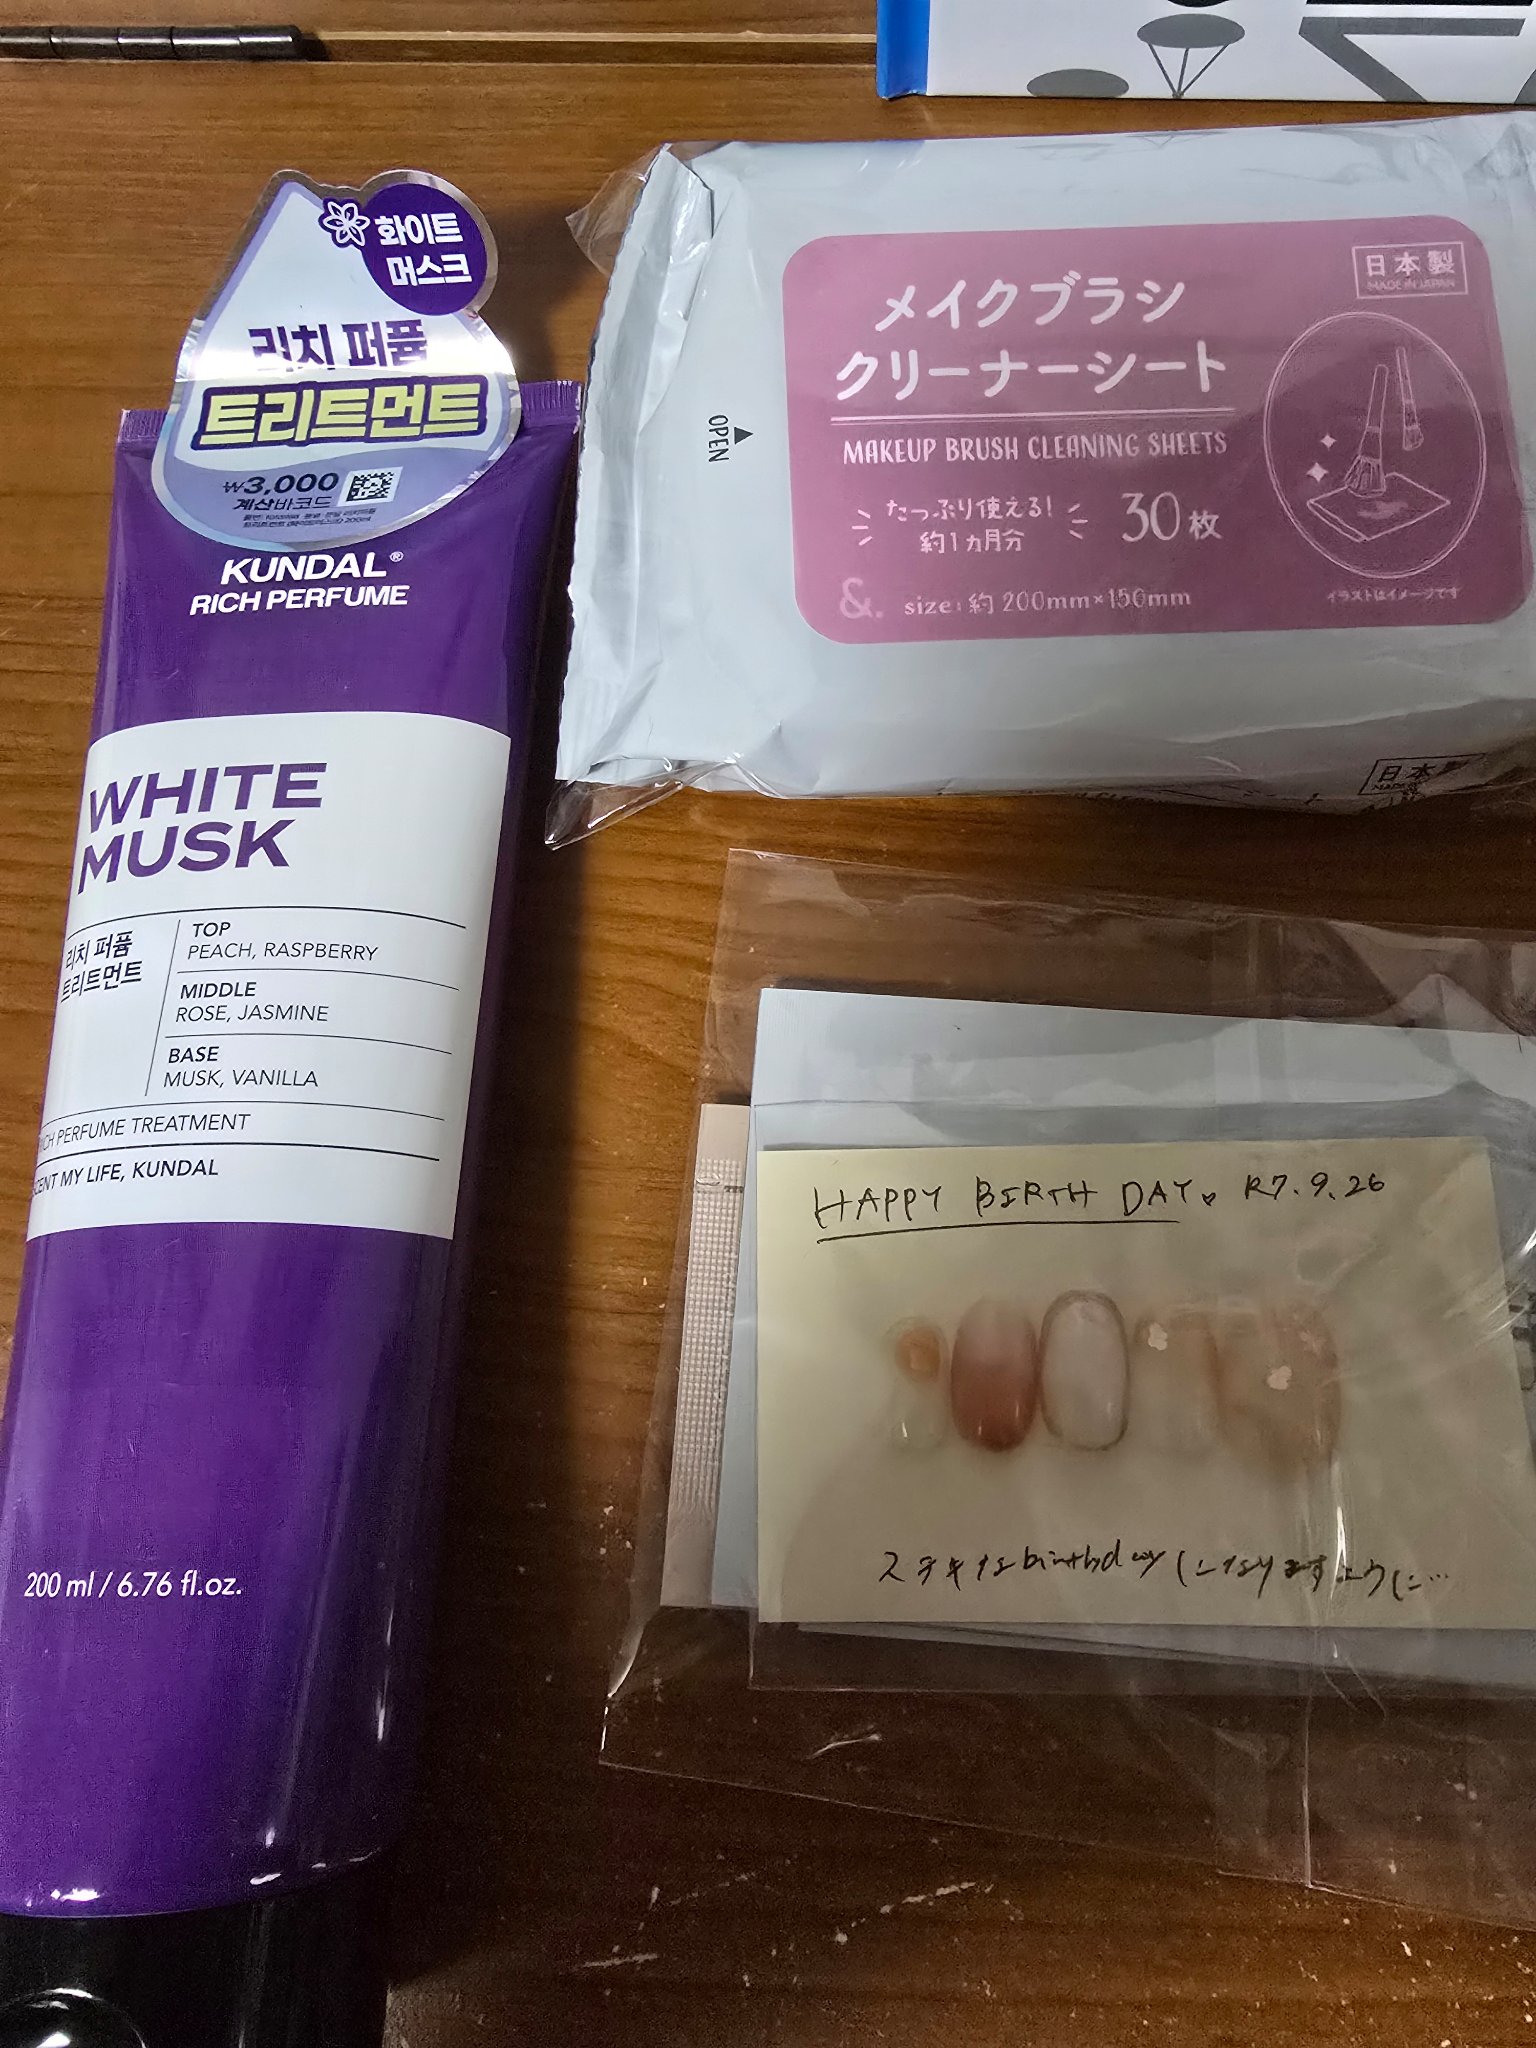 화이트
머스크
리치 퍼퓸
트리트먼트
₩3,000
계산바코드
KUNDAL®
RICH PERFUME
WHITE
MUSK
리치 퍼퓸
트리트먼트
TOP
PEACH, RASPBERRY
MIDDLE
ROSE, JASMINE
BASE
MUSK, VANILLA
PERFUME TREATMENT
MY LIFE, KUNDAL
200 ml / 6.76 fl.oz.
OPEN
メイクブラシ
クリーナーシート
MAKEUP BRUSH CLEANING SHEETS
たっぷり使える!
約1ヵ月分
30枚
&. size:約 200mm×150mm
日本製
MADE IN JAPAN
イラストはイメージです
日本製
HAPPY BIRTH DAY. R7.9.26
ステキなbirthdayになりますように…